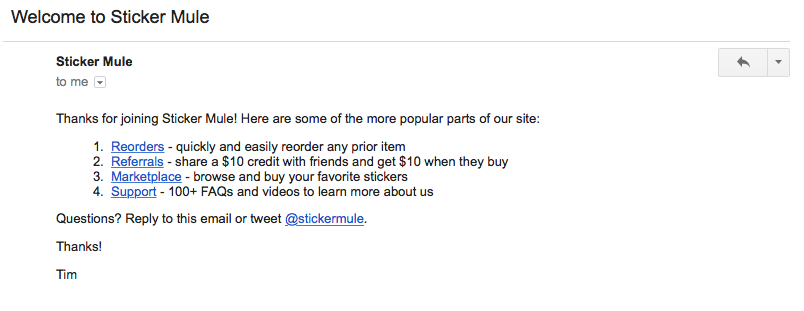 Welcome to Sticker Mule
Sticker Mule
to me
Thanks for joining Sticker Mule! Here are some of the more popular parts of our site:
1. Reorders - quickly and easily reorder any prior item
2. Referrals - share a $10 credit with friends and get $10 when they buy
3. Marketplace - browse and buy your favorite stickers
4. Support - 100+ FAQs and videos to learn more about us
Questions? Reply to this email or tweet @stickermule.
Thanks!
Tim